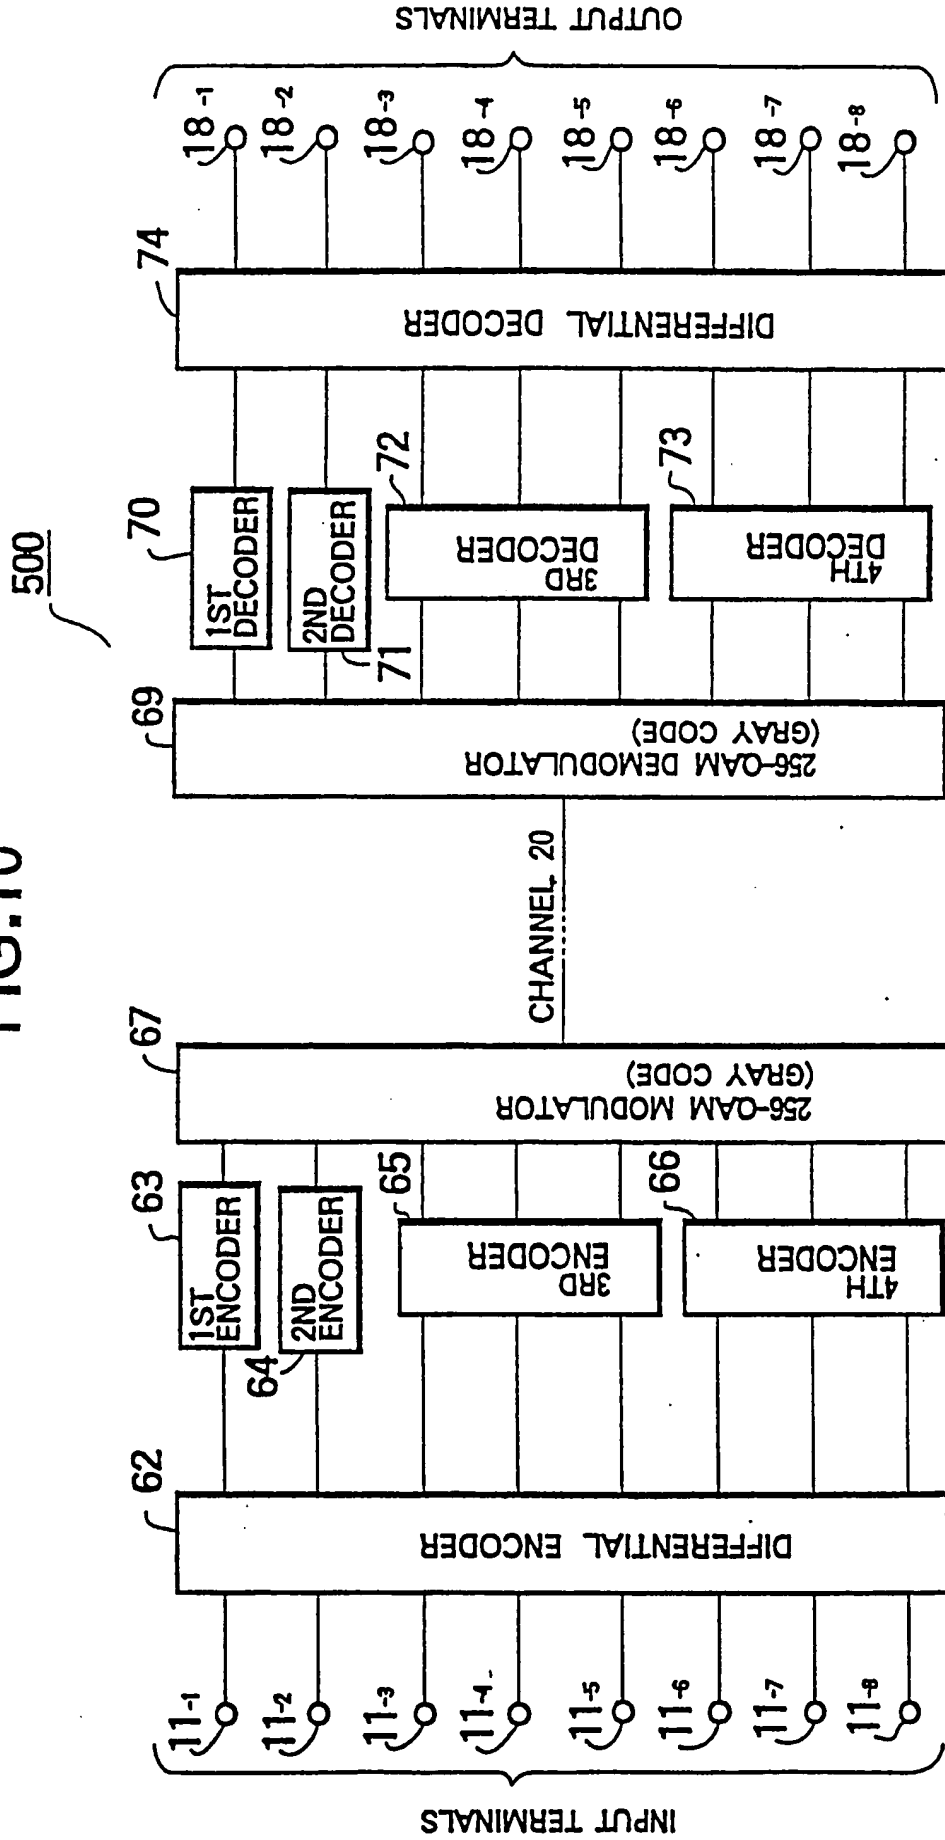 500
INPUT TERMINALS
11-1
11-2
11-3
11-4
11-5
11-6
11-7
11-8
62
DIFFERENTIAL ENCODER
63
1ST
ENCODER
64
2ND
ENCODER
65
3RD
ENCODER
66
4TH
ENCODER
67
256-QAM MODULATOR
(GRAY CODE)
CHANNEL 20
69
256-QAM DEMODULATOR
(GRAY CODE)
70
1ST
DECODER
71
2ND
DECODER
72
3RD
DECODER
73
4TH
DECODER
74
DIFFERENTIAL DECODER
18-1
18-2
18-3
18-4
18-5
18-6
18-7
18-8
OUTPUT TERMINALS